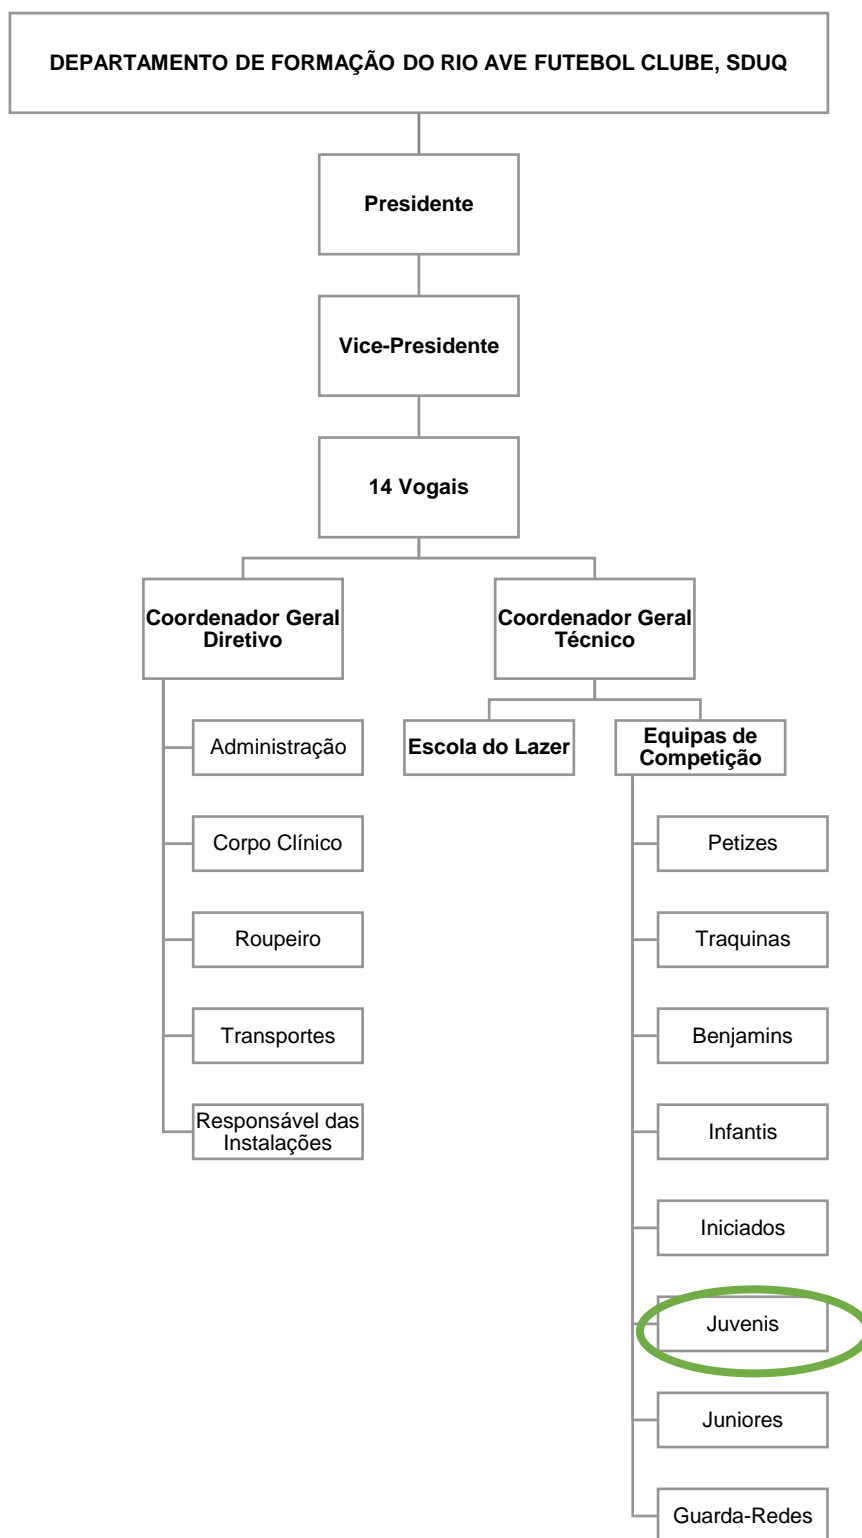 DEPARTAMENTO DE FORMAÇÃO DO RIO AVE FUTEBOL CLUBE, SDUQ
Presidente
Vice-Presidente
14 Vogais
Coordenador Geral
Diretivo
Administração
Corpo Clínico
Roupeiro
Transportes
Responsável das
Instalações
Coordenador Geral
Técnico
Escola do Lazer
Equipas de
Competição
Petizes
Traquinas
Benjamins
Infantis
Iniciados
Juvenis
Juniores
Guarda-Redes